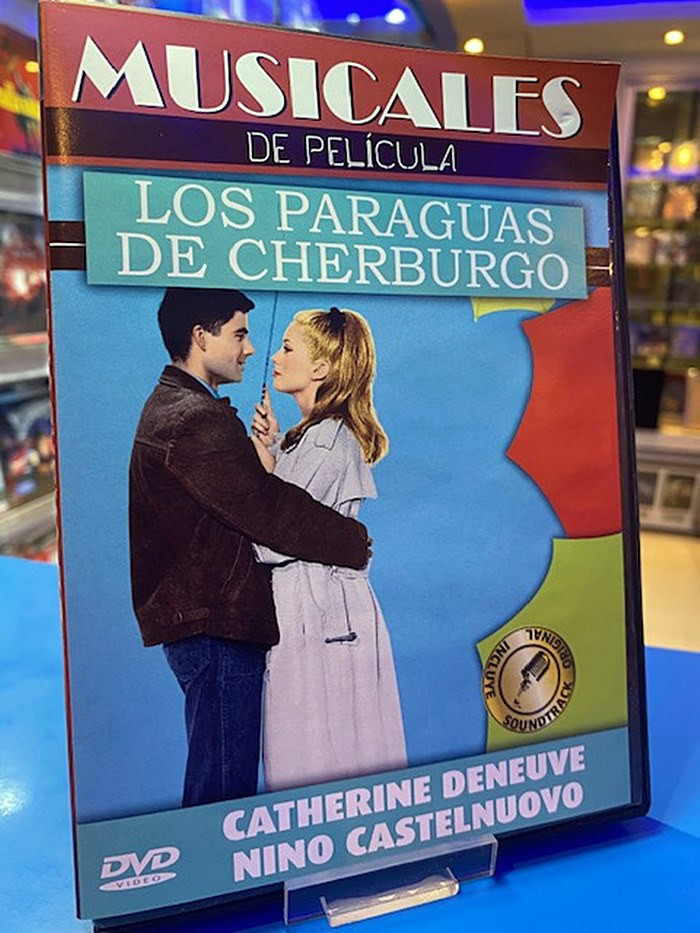 MUSICALES
DE PELÍCULA
LOS PARAGUAS
DE CHERBURGO
INCLUYE
SOUNDTRACK
ORIGINAL
CATHERINE DENEUVE
NINO CASTELNUOVO
DVD
VIDEO